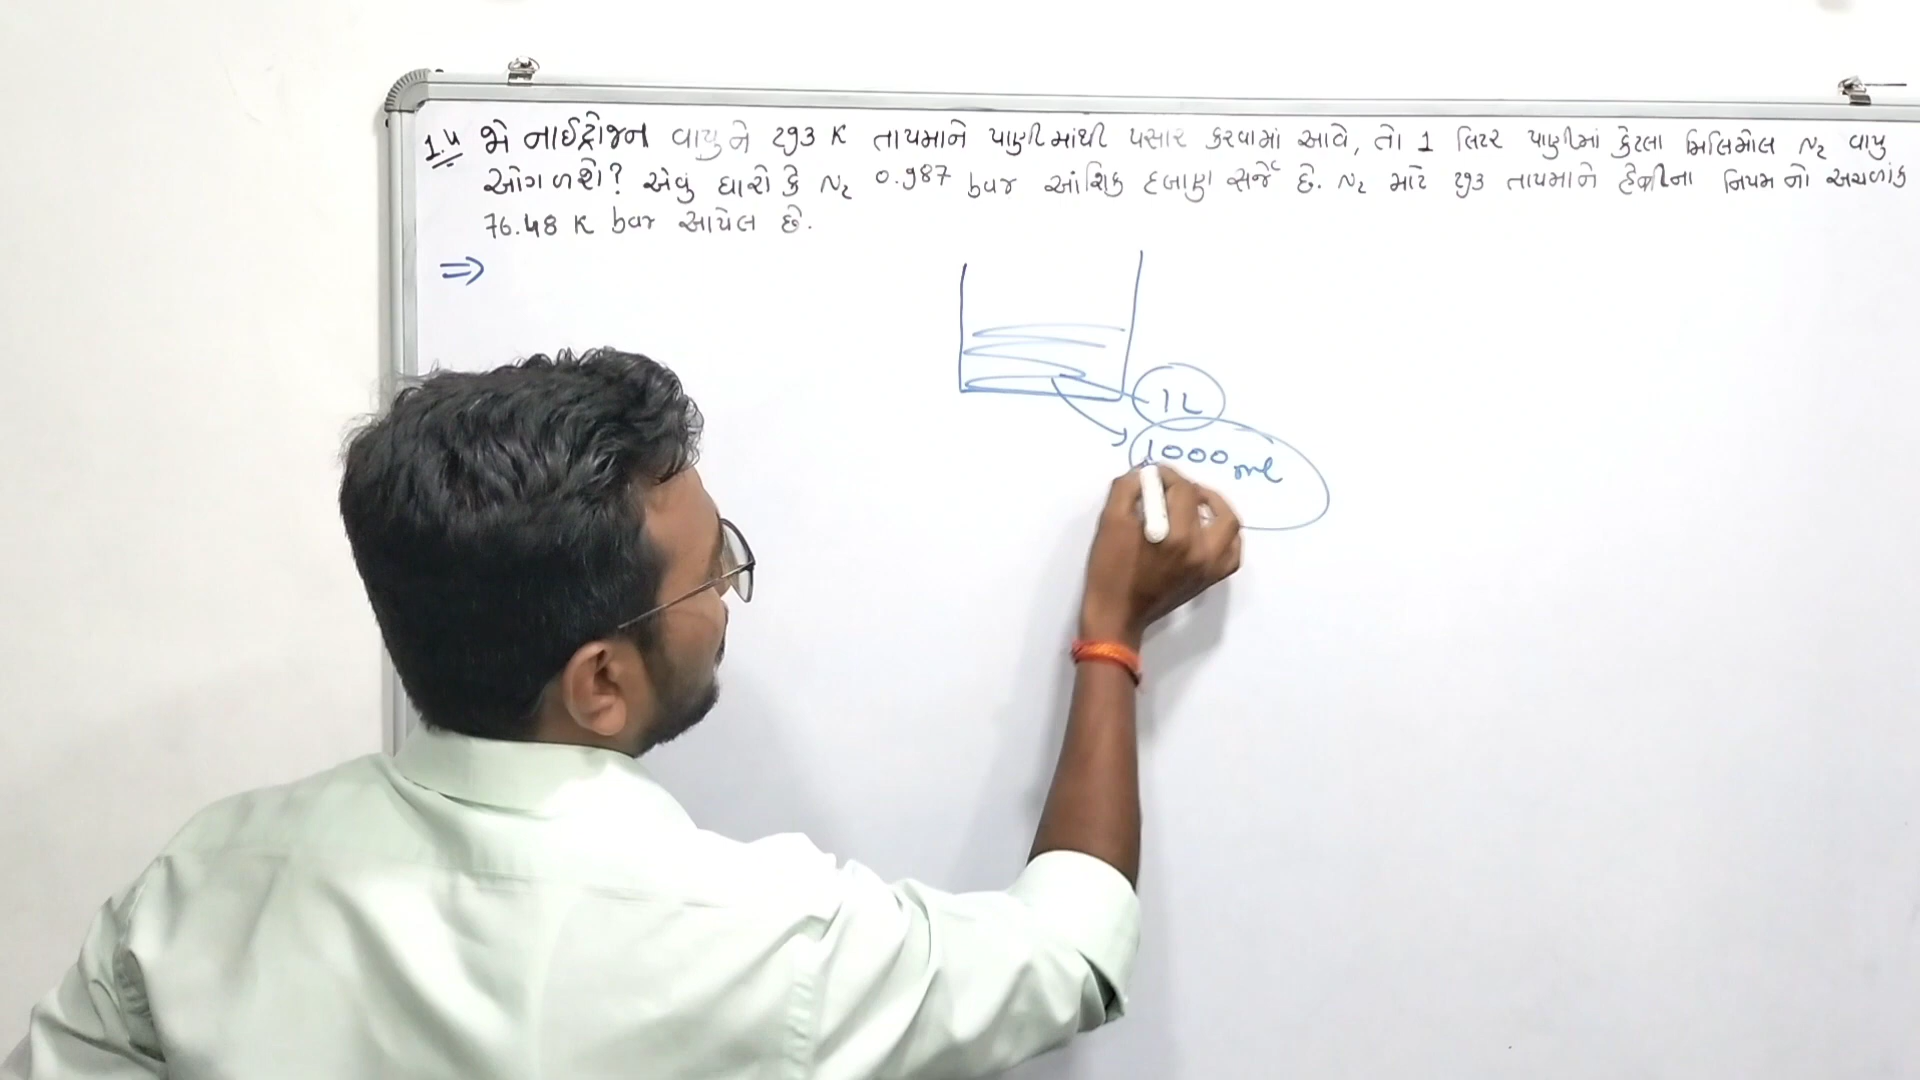 1.5 જો નાઈટ્રોજન વાયુને 293 K તાપમાને પાણીમાંથી પસાર કરવામાં આવે, તો 1 લિટર પાણીમાં કેટલા મિલિમોલ N₂ વાયુ
ઓગળશે? એવું ધારો કે N₂ 0.987 bar આંશિક દબાણ સર્જે છે. N₂ માટે 293 તાપમાને હેન્રીના નિયમ નો અચળાંક
76.48 K bar આપેલ છે.
⇒
1L
1000 ml